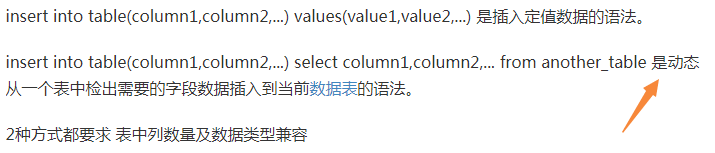 insert into table(column1,column2,...) values(value1,value2,...) 是插入定值数据的语法。
insert into table(column1,column2,...) select column1,column2,... from another_table 是动态
从一个表中检出需要的字段数据插入到当前数据表的语法。
2种方式都要求 表中列数量及数据类型兼容